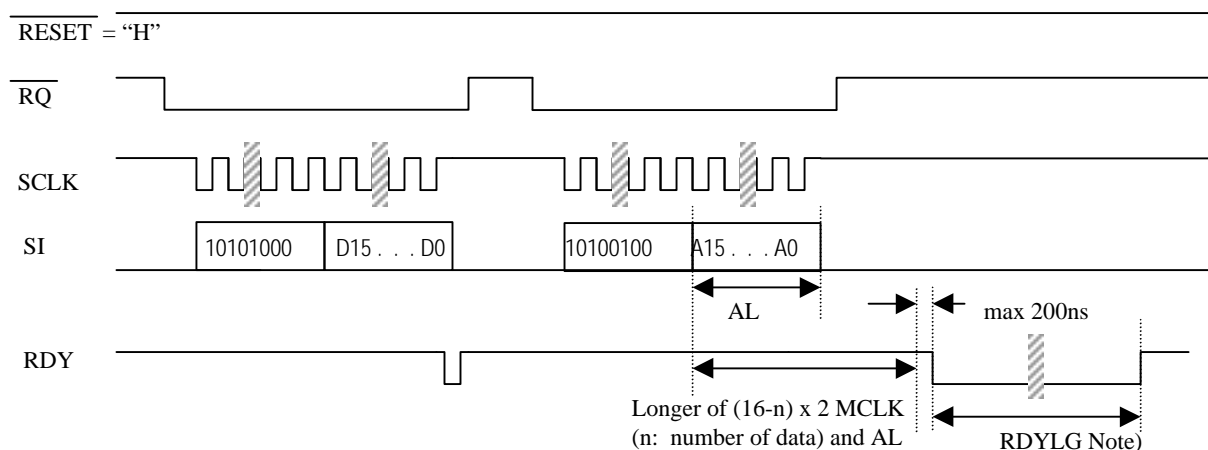 RESET = “H”
RQ
SCLK
SI
10101000
D15 . . . D0
10100100
A15 . . . A0
AL
max 200ns
RDY
Longer of (16-n) x 2 MCLK
(n: number of data) and AL
RDYLG Note)